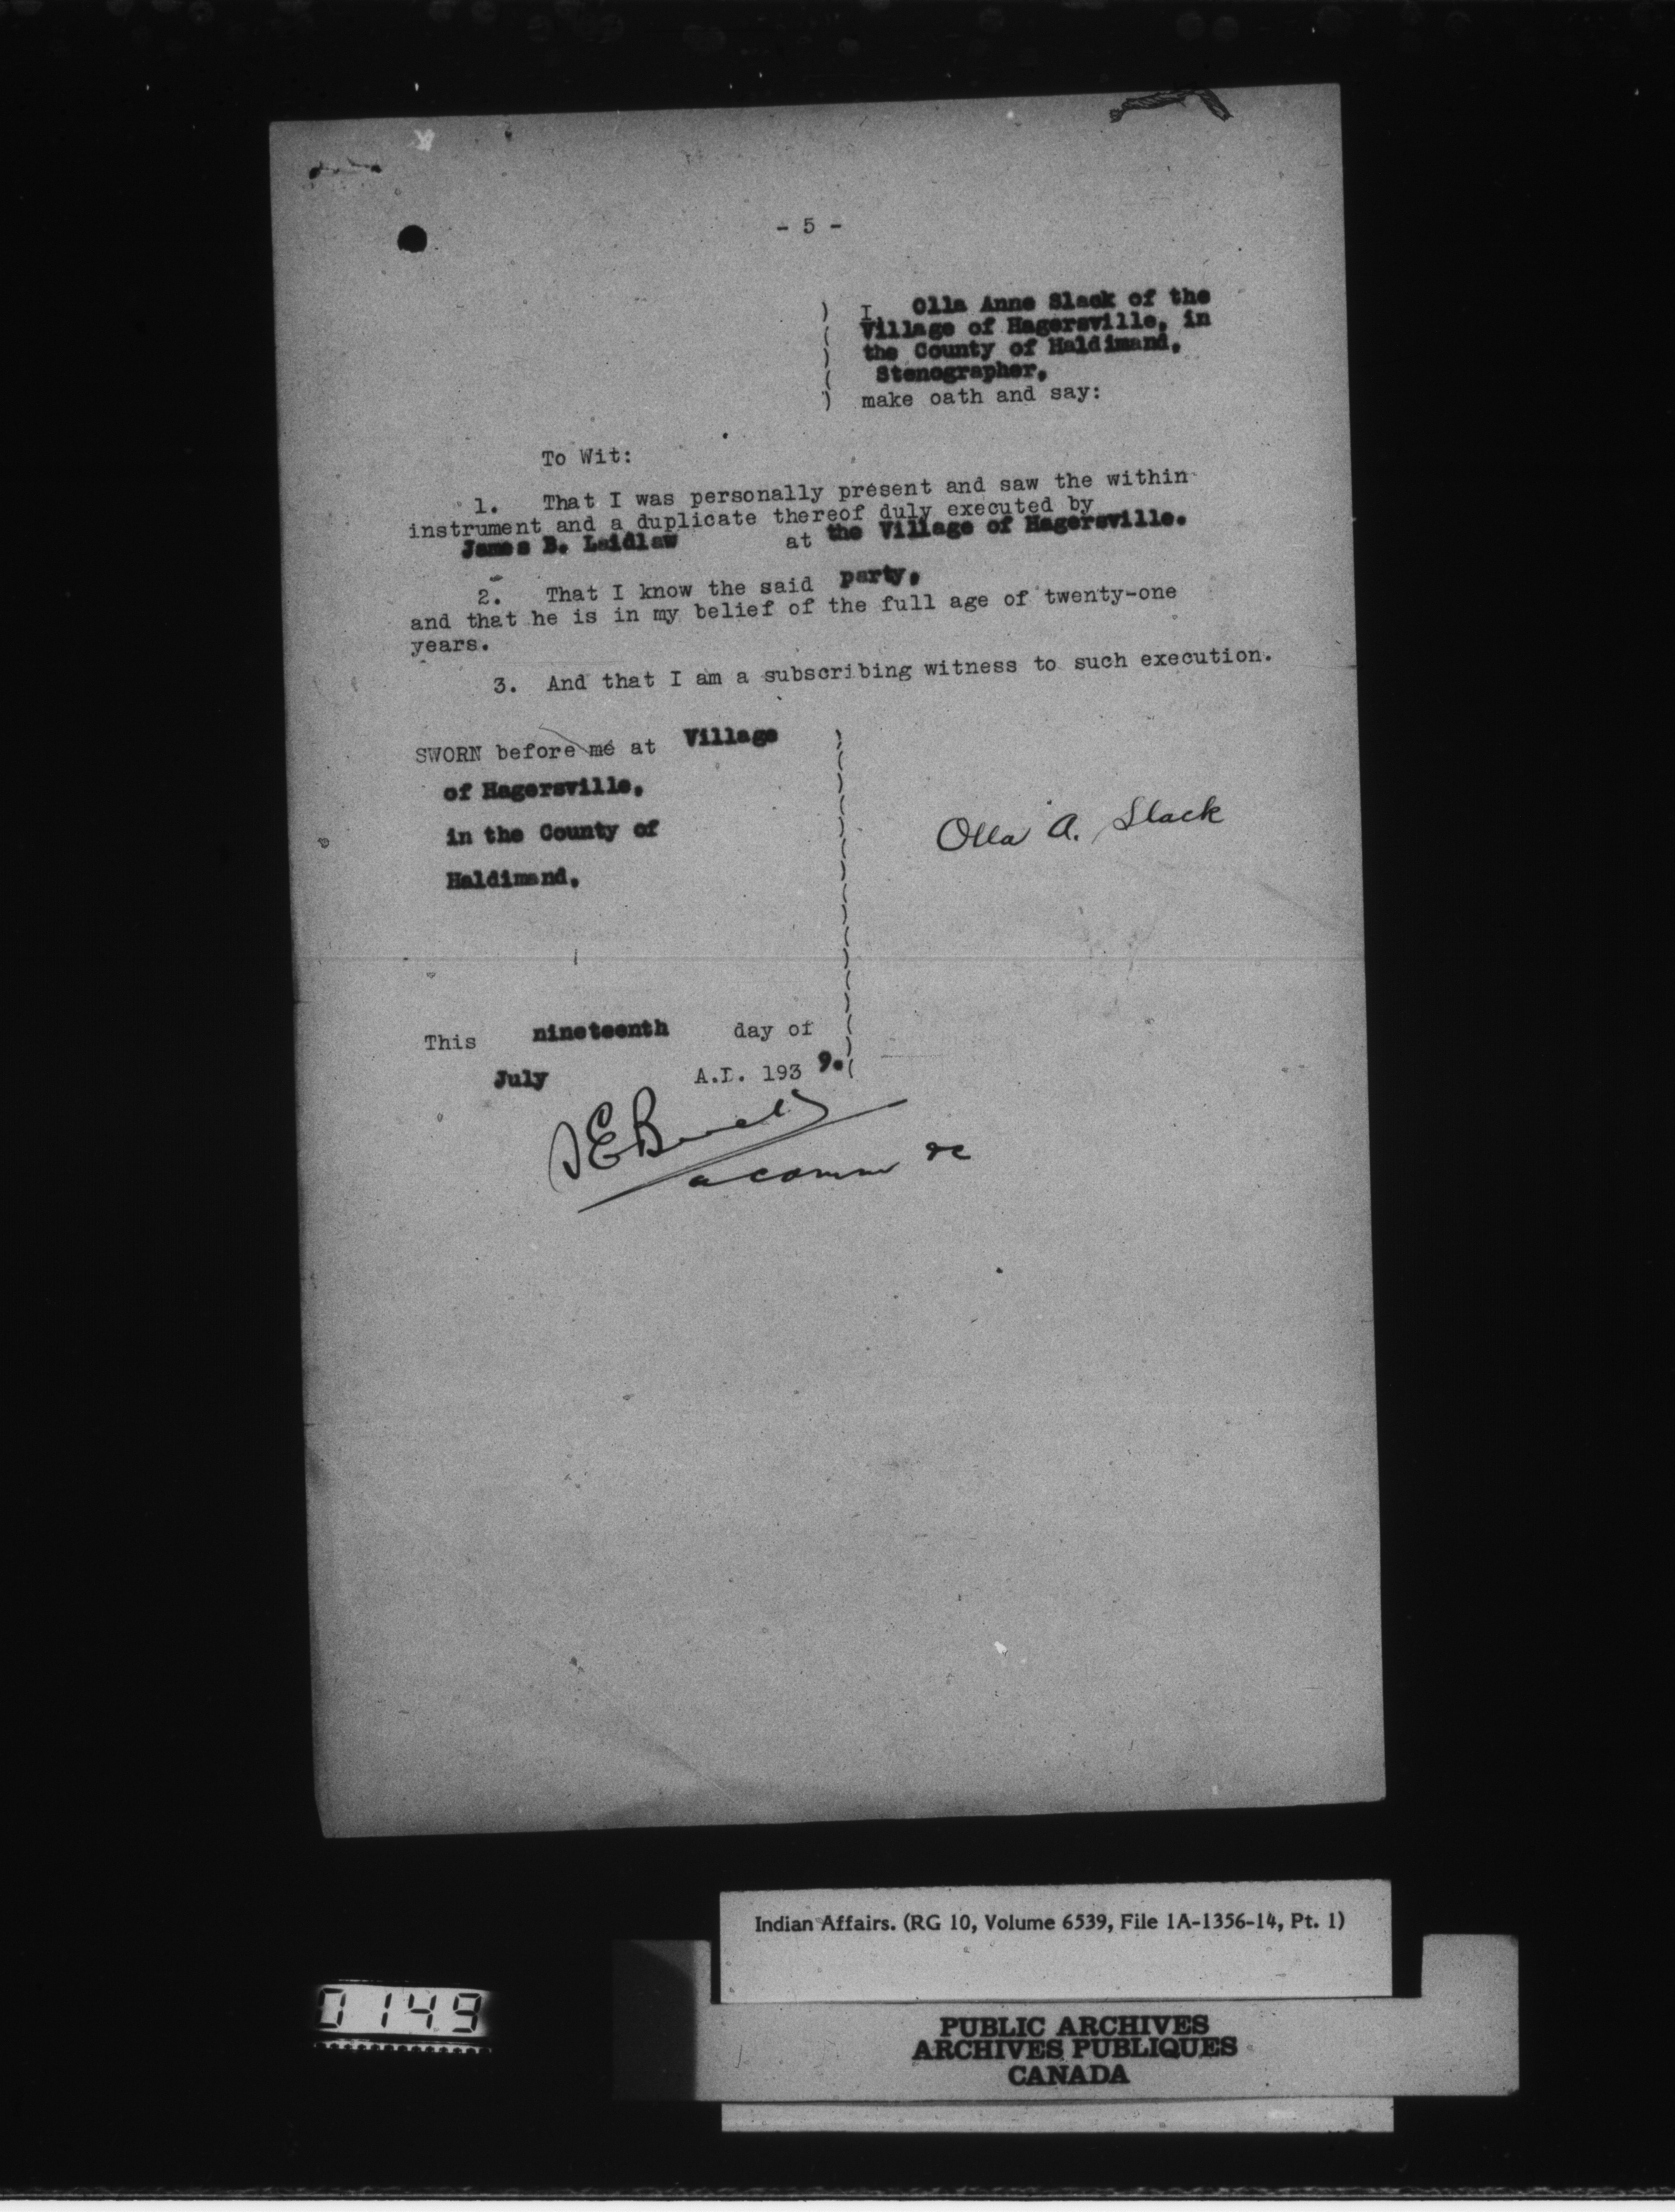 - 5 -
I Olla Anne Slack of the
Village of Hagersville, in
the County of Haldimand,
Stenographer,
make oath and say:
To Wit:
1. That I was personally present and saw the within
instrument and a duplicate thereof duly executed by
James B. Laidlaw at the Village of Hagersville.
2. That I know the said party,
and that he is in my belief of the full age of twenty-one
years.
3. And that I am a subscribing witness to such execution.
SWORN before me at Village
of Hagersville,
in the County of
Haldimand,
Olla A. Slack
This nineteenth day of
July A.D. 1939.
a comm &c
Indian Affairs. (RG 10, Volume 6539, File 1A-1356-14, Pt. 1)
0149
PUBLIC ARCHIVES
ARCHIVES PUBLIQUES
CANADA